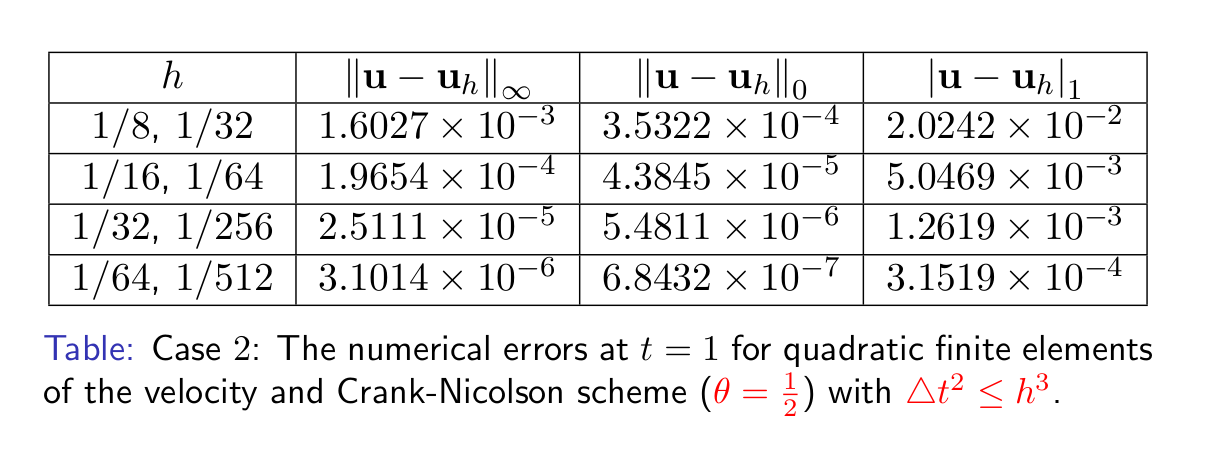 h ‖u − u_h‖_∞ ‖u − u_h‖_0 |u − u_h|_1
1/8, 1/32 1.6027 × 10^−3 3.5322 × 10^−4 2.0242 × 10^−2
1/16, 1/64 1.9654 × 10^−4 4.3845 × 10^−5 5.0469 × 10^−3
1/32, 1/256 2.5111 × 10^−5 5.4811 × 10^−6 1.2619 × 10^−3
1/64, 1/512 3.1014 × 10^−6 6.8432 × 10^−7 3.1519 × 10^−4
Table: Case 2: The numerical errors at t = 1 for quadratic finite elements
of the velocity and Crank-Nicolson scheme (θ = 1/2) with △t^2 ≤ h^3.